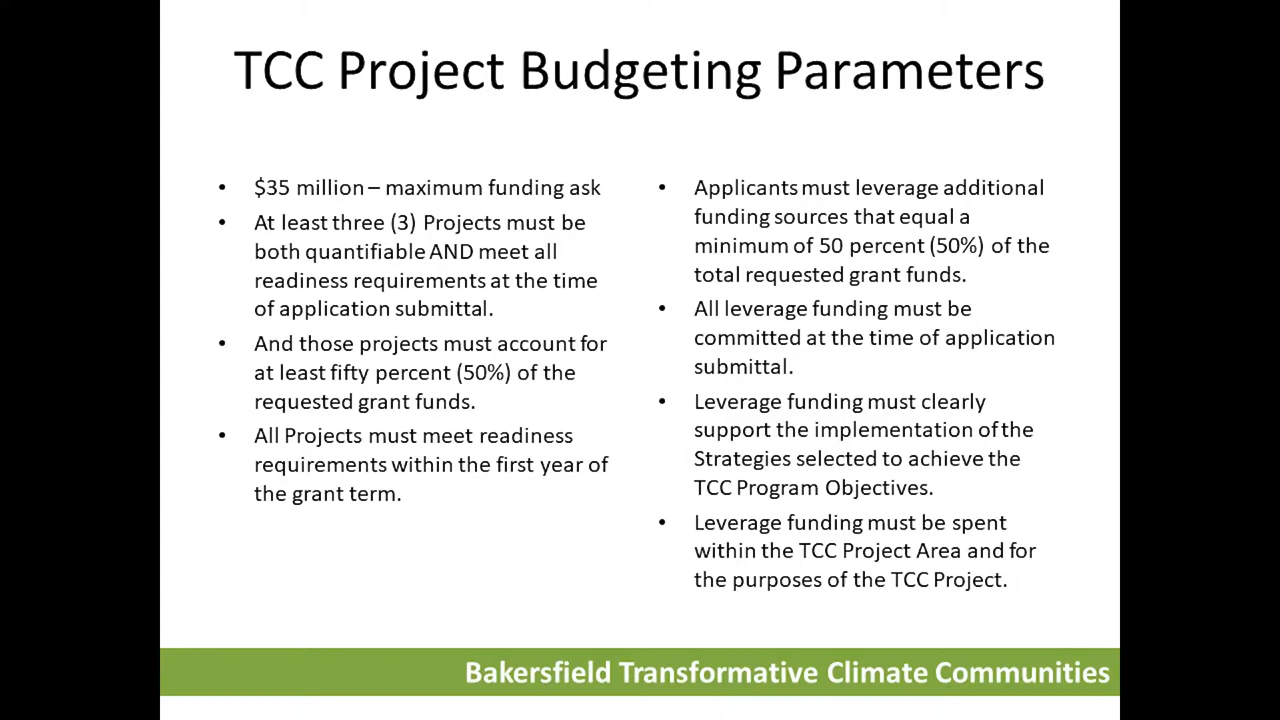 TCC Project Budgeting Parameters
• $35 million – maximum funding ask
• At least three (3) Projects must be
both quantifiable AND meet all
readiness requirements at the time
of application submittal.
• And those projects must account for
at least fifty percent (50%) of the
requested grant funds.
• All Projects must meet readiness
requirements within the first year of
the grant term.
• Applicants must leverage additional
funding sources that equal a
minimum of 50 percent (50%) of the
total requested grant funds.
• All leverage funding must be
committed at the time of application
submittal.
• Leverage funding must clearly
support the implementation of the
Strategies selected to achieve the
TCC Program Objectives.
• Leverage funding must be spent
within the TCC Project Area and for
the purposes of the TCC Project.
Bakersfield Transformative Climate Communities